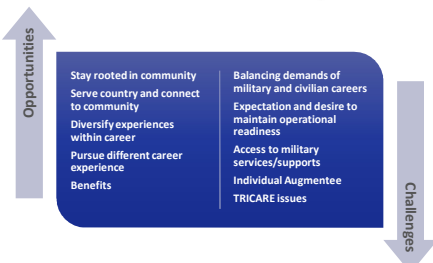 Opportunities
Stay rooted in community
Serve country and connect
to community
Diversify experiences
within career
Pursue different career
experience
Benefits
Balancing demands of
military and civilian careers
Expectation and desire to
maintain operational
readiness
Access to military
services/supports
Individual Augmentee
TRICARE issues
Challenges